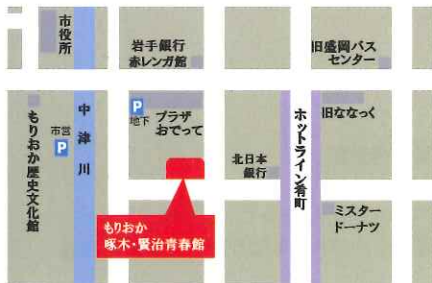 市役所
岩手銀行
赤レンガ館
旧盛岡バス
センター
もりおか歴史文化館
市営
P
中津川
P
地下
プラザ
おでって
北日本
銀行
ホットライン肴町
旧ななっく
もりおか
啄木・賢治青春館
ミスター
ドーナツ